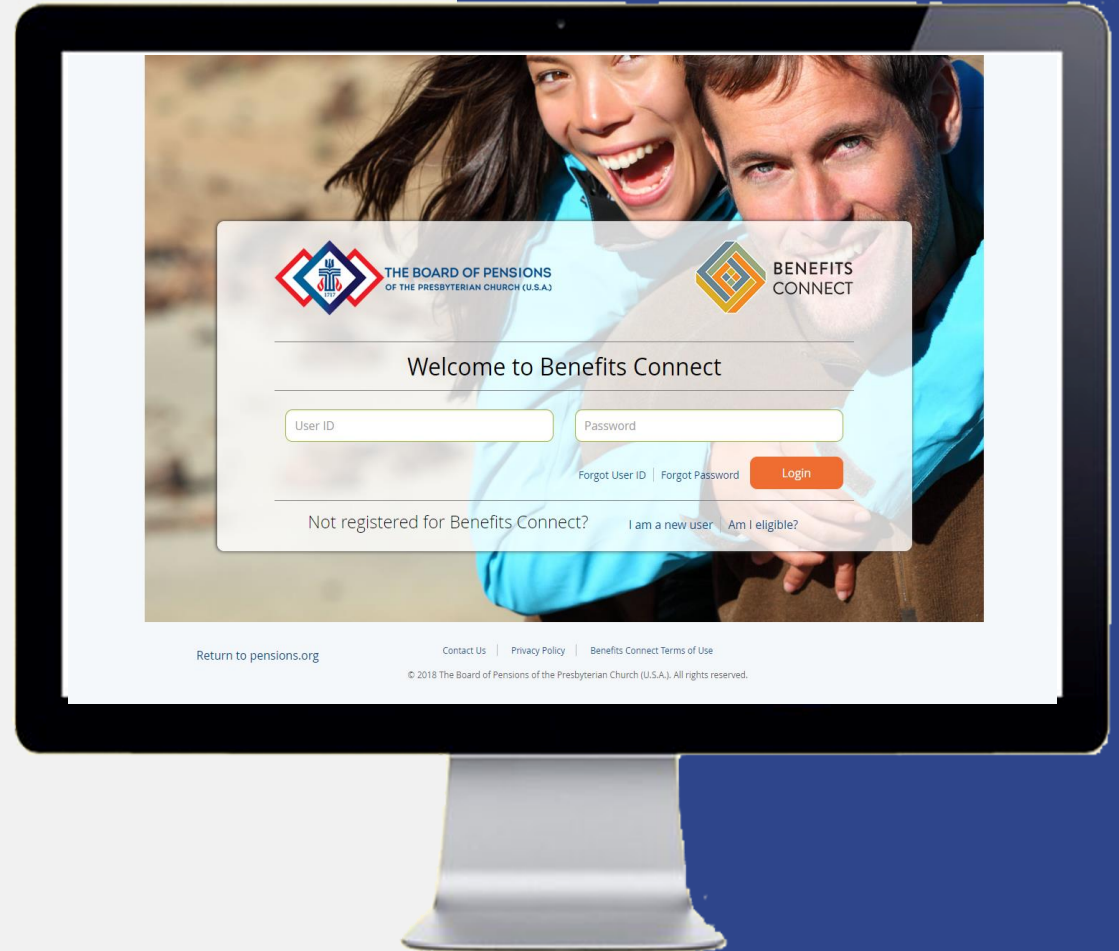 THE BOARD OF PENSIONS
OF THE PRESBYTERIAN CHURCH (U.S.A.)
1717
BENEFITS
CONNECT
Welcome to Benefits Connect
User ID
Password
Forgot User ID | Forgot Password
Login
Not registered for Benefits Connect?
I am a new user | Am I eligible?
Return to pensions.org
Contact Us | Privacy Policy | Benefits Connect Terms of Use
© 2018 The Board of Pensions of the Presbyterian Church (U.S.A.). All rights reserved.